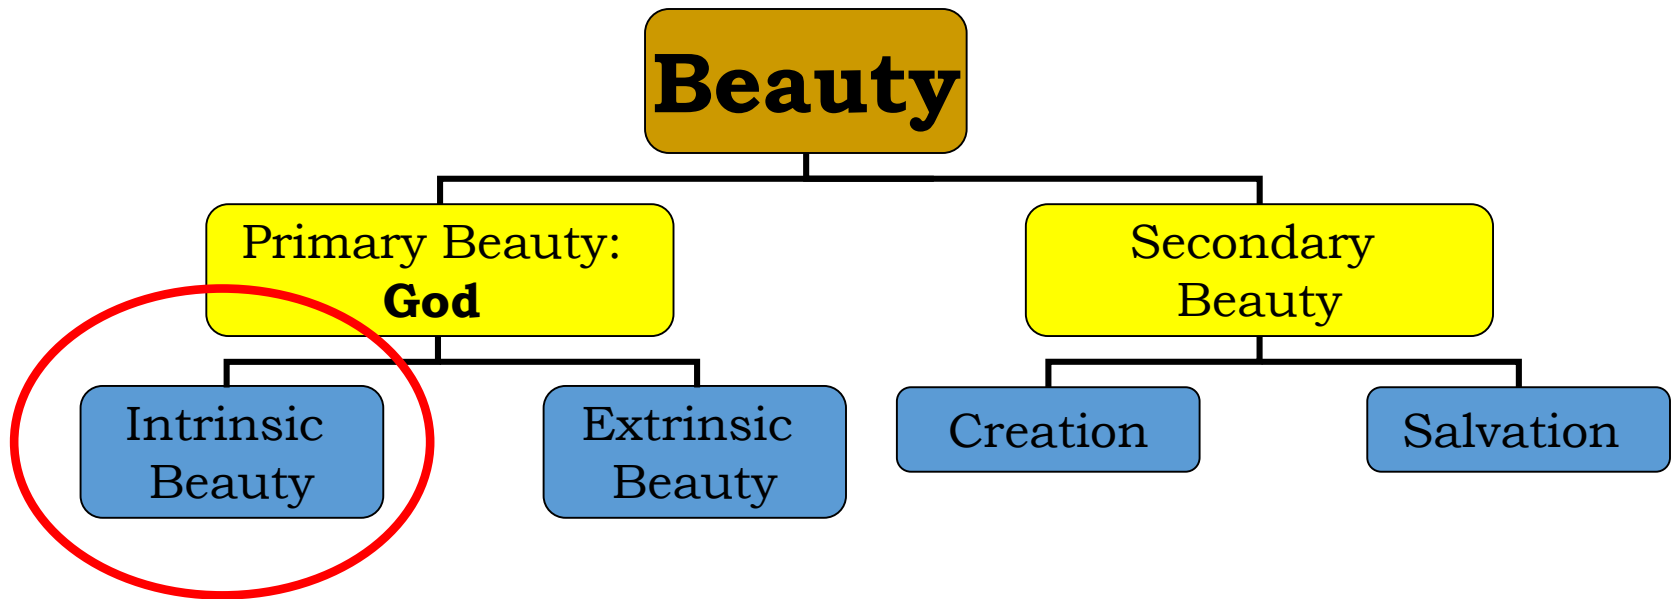 Beauty
Primary Beauty:
God
Secondary
Beauty
Intrinsic
Beauty
Extrinsic
Beauty
Creation
Salvation